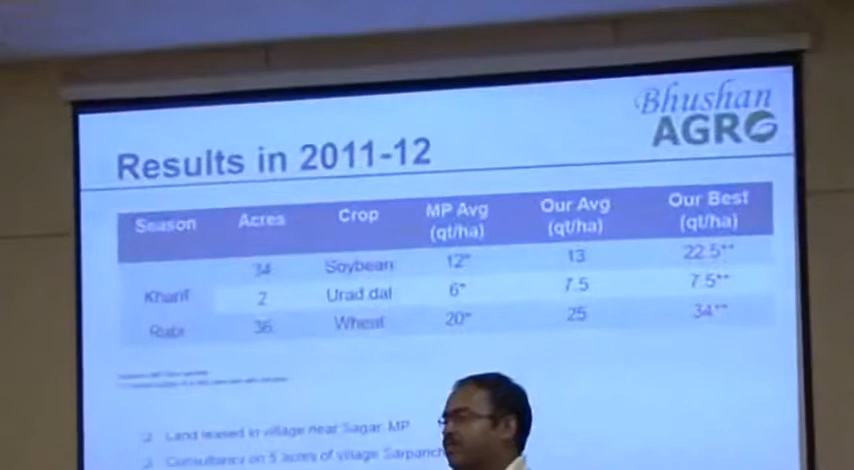 Bhushan
AGRO
Results in 2011-12
Season Acres Crop MP Avg (qt/ha) Our Avg (qt/ha) Our Best (qt/ha)
Kharif 34 Soybean 12* 13 22.5**
2 Urad dal 6* 7.5 7.5**
Rabi 36 Wheat 20* 25 34**
Land leased in village near Sagar, MP
Consultancy on 5 acres of village Sarpanch